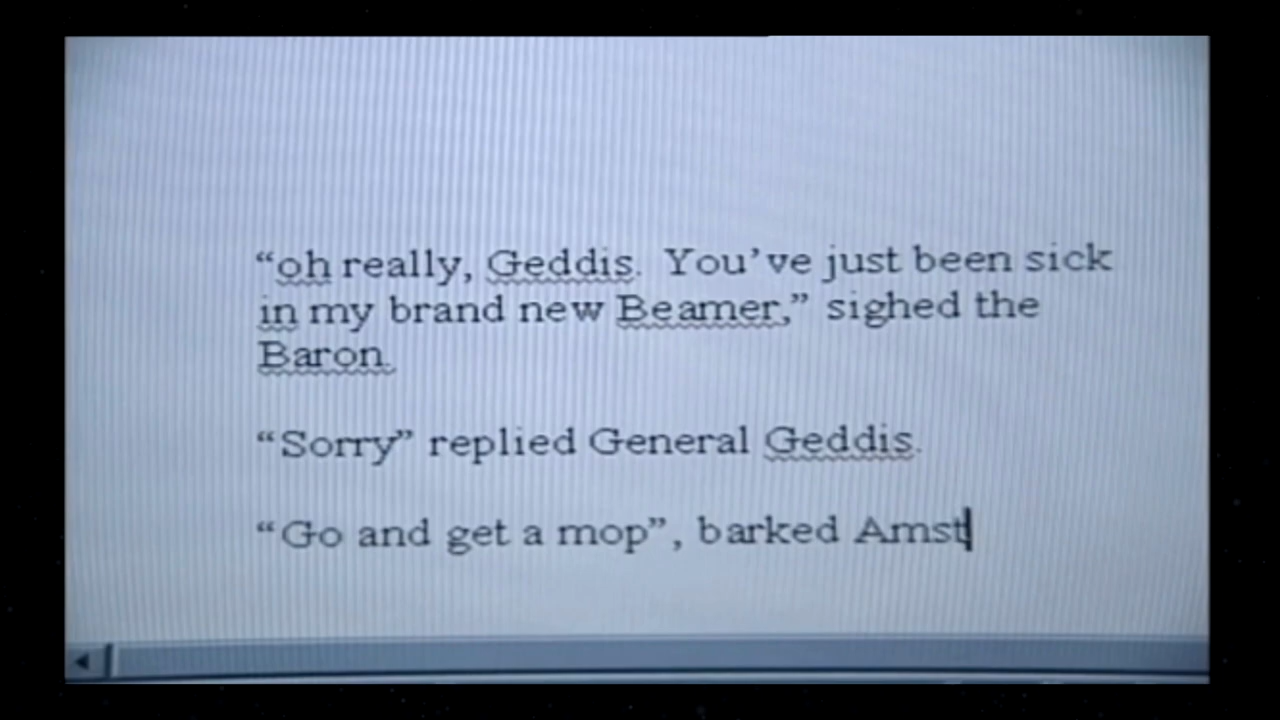 “oh really, Geddis.  You’ve just been sick
in my brand new Beamer,” sighed the
Baron.
“Sorry” replied General Geddis.
“Go and get a mop”, barked Amst